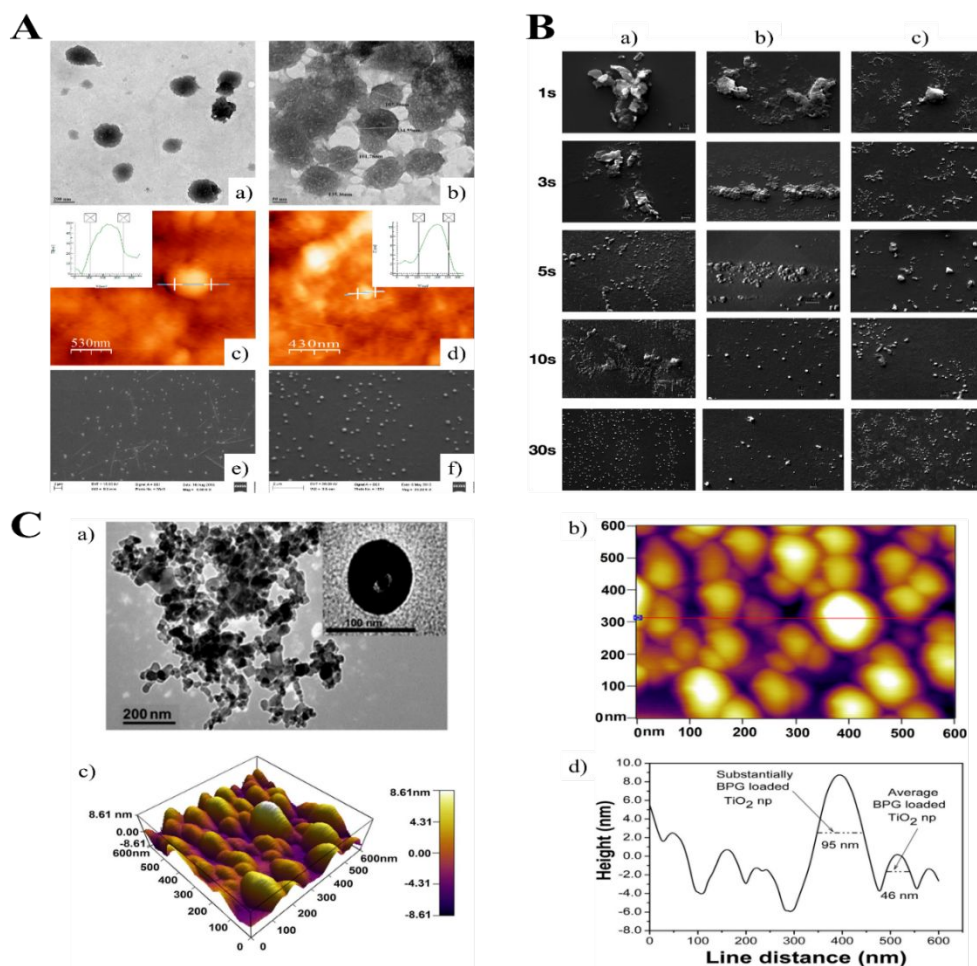 A
a)
b)
530nm
c)
430nm
d)
e)
f)
B
a) b) c)
1s
3s
5s
10s
30s
C
a)
100 nm
200 nm
b)
600
500
400
300
200
100
0nm
0nm 100 200 300 400 500 600
c)
8.61 nm
0.00
-8.61
600nm
500
400
300
200
100
0
0
100
200
300
400
500
600nm
8.61nm
4.31
0.00
-4.31
-8.61
d)
Height (nm)
10.0
8.0
6.0
4.0
2.0
0.0
-2.0
-4.0
-6.0
-8.0
Substantially
BPG loaded
TiO2 np
Average
BPG loaded
TiO2 np
95 nm
46 nm
0 100 200 300 400 500 600
Line distance (nm)